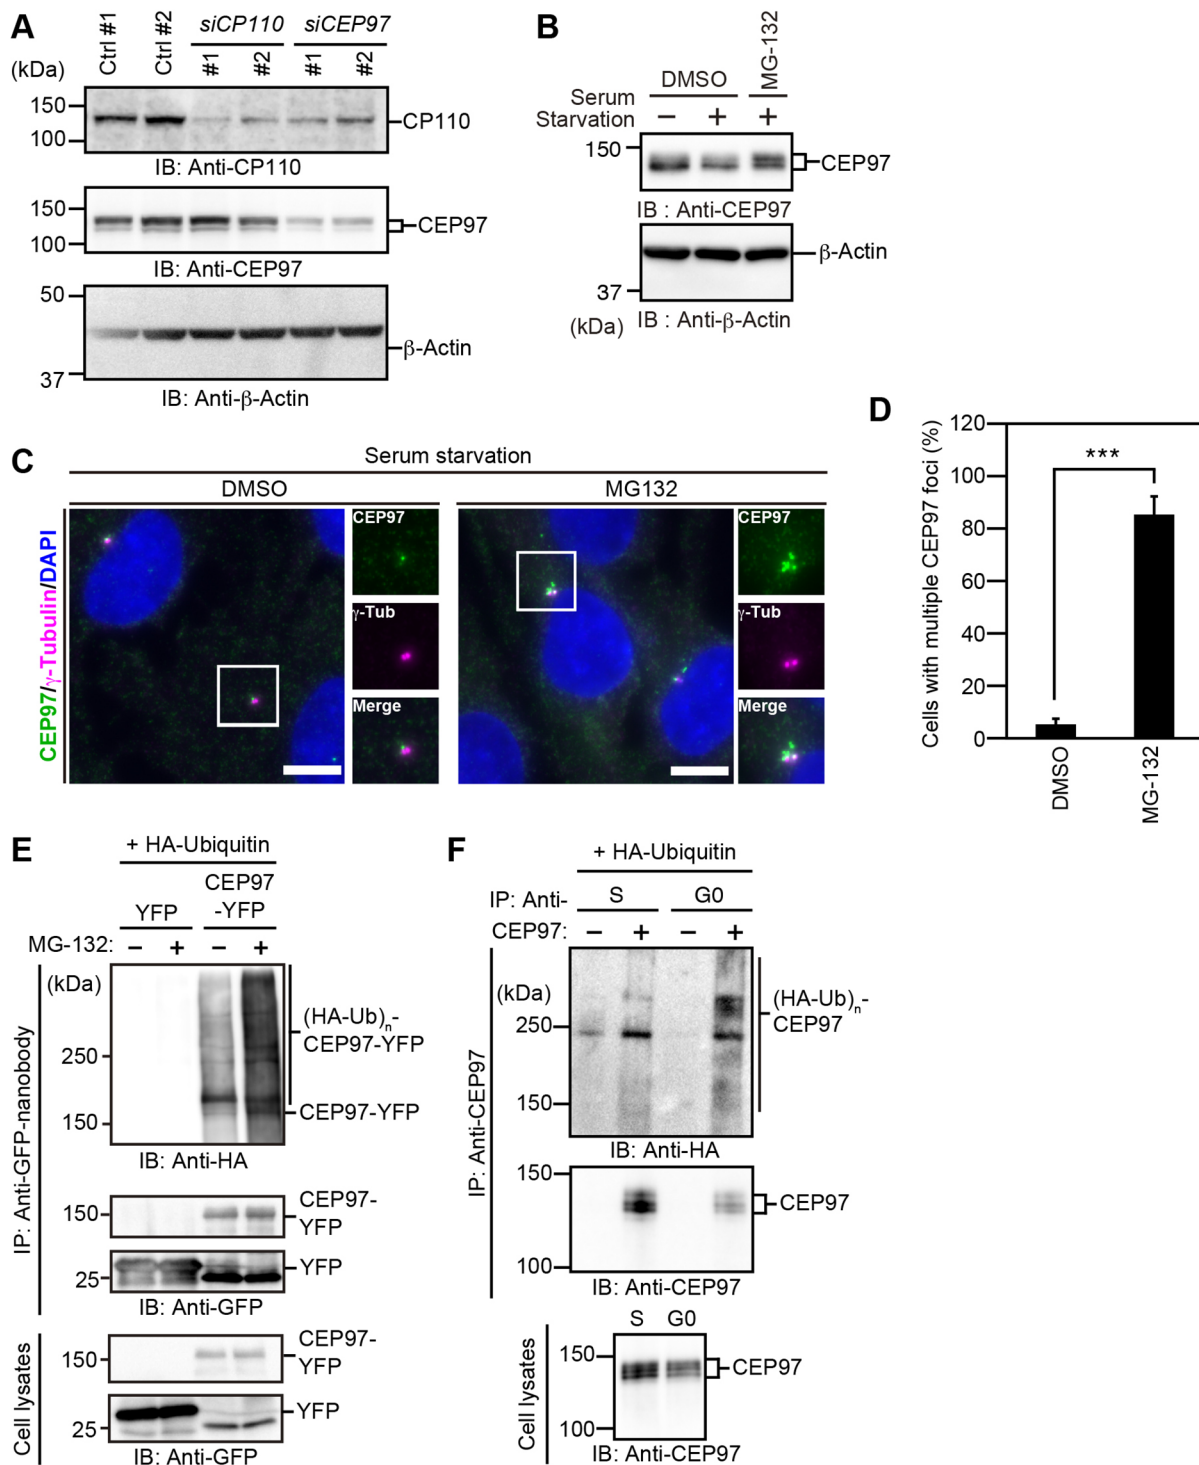 A
Ctrl #1
Ctrl #2
siCP110
siCEP97
#1
#2
#1
#2
(kDa)
150
100
CP110
IB: Anti-CP110
150
100
CEP97
IB: Anti-CEP97
50
37
β-Actin
IB: Anti-β-Actin
B
DMSO
MG-132
Serum
Starvation
− + +
150
CEP97
IB : Anti-CEP97
β-Actin
37
(kDa)
IB : Anti-β-Actin
C
Serum starvation
DMSO
MG132
CEP97/γ-Tubulin/DAPI
CEP97
γ-Tub
Merge
CEP97
γ-Tub
Merge
D
Cells with multiple CEP97 foci (%)
120
100
80
60
40
20
0
***
DMSO
MG-132
E
+ HA-Ubiquitin
YFP
CEP97
-YFP
MG-132: − + − +
IP: Anti-GFP-nanobody
(kDa)
250
150
(HA-Ub)n-
CEP97-YFP
CEP97-YFP
IB: Anti-HA
150
CEP97-
YFP
25
YFP
IB: Anti-GFP
Cell lysates
150
CEP97-
YFP
25
YFP
IB: Anti-GFP
F
+ HA-Ubiquitin
IP: Anti-
CEP97:
S
G0
− + − +
IP: Anti-CEP97
(kDa)
250
150
(HA-Ub)n-
CEP97
IB: Anti-HA
150
100
CEP97
IB: Anti-CEP97
Cell lysates
S G0
150
100
CEP97
IB: Anti-CEP97